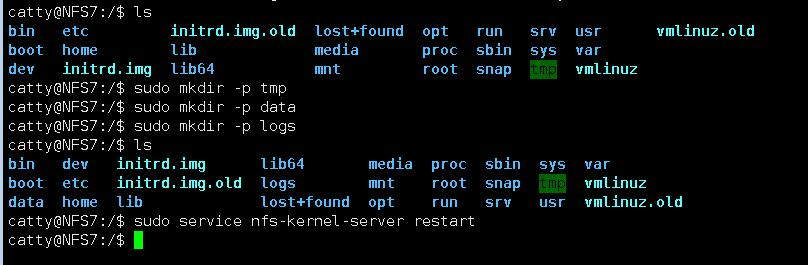 catty@NFS7:/$ ls
bin   etc         initrd.img.old  lost+found  opt   run   srv  usr      vmlinuz.old
boot  home        lib             media       proc  sbin  sys  var
dev   initrd.img  lib64           mnt         root  snap  tmp  vmlinuz
catty@NFS7:/$ sudo mkdir -p tmp
catty@NFS7:/$ sudo mkdir -p data
catty@NFS7:/$ sudo mkdir -p logs
catty@NFS7:/$ ls
bin   dev   initrd.img      lib64       media  proc  sbin  sys  var
boot  etc   initrd.img.old  logs        mnt    root  snap  tmp  vmlinuz
data  home  lib             lost+found  opt    run   srv   usr  vmlinuz.old
catty@NFS7:/$ sudo service nfs-kernel-server restart
catty@NFS7:/$